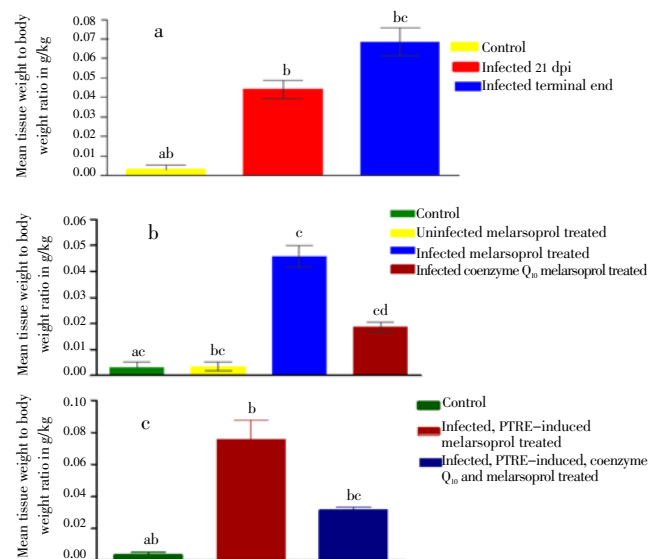 Mean tissue weight to body
weight ratio in g/kg
0.08
0.07
0.06
0.05
0.04
0.03
0.02
0.01
0.00
a
ab
b
bc
Control
Infected 21 dpi
Infected terminal end
Mean tissue weight to body
weight ratio in g/kg
0.06
0.05
0.04
0.03
0.02
0.01
0.00
b
ac
bc
c
cd
Control
Uninfected melarsoprol treated
Infected melarsoprol treated
Infected coenzyme Q₁₀ melarsoprol treated
Mean tissue weight to body
weight ratio in g/kg
0.10
0.08
0.06
0.04
0.02
0.00
c
ab
b
bc
Control
Infected, PTRE−induced
melarsoprol treated
Infected, PTRE−induced, coenzyme
Q₁₀ and melarsoprol treated